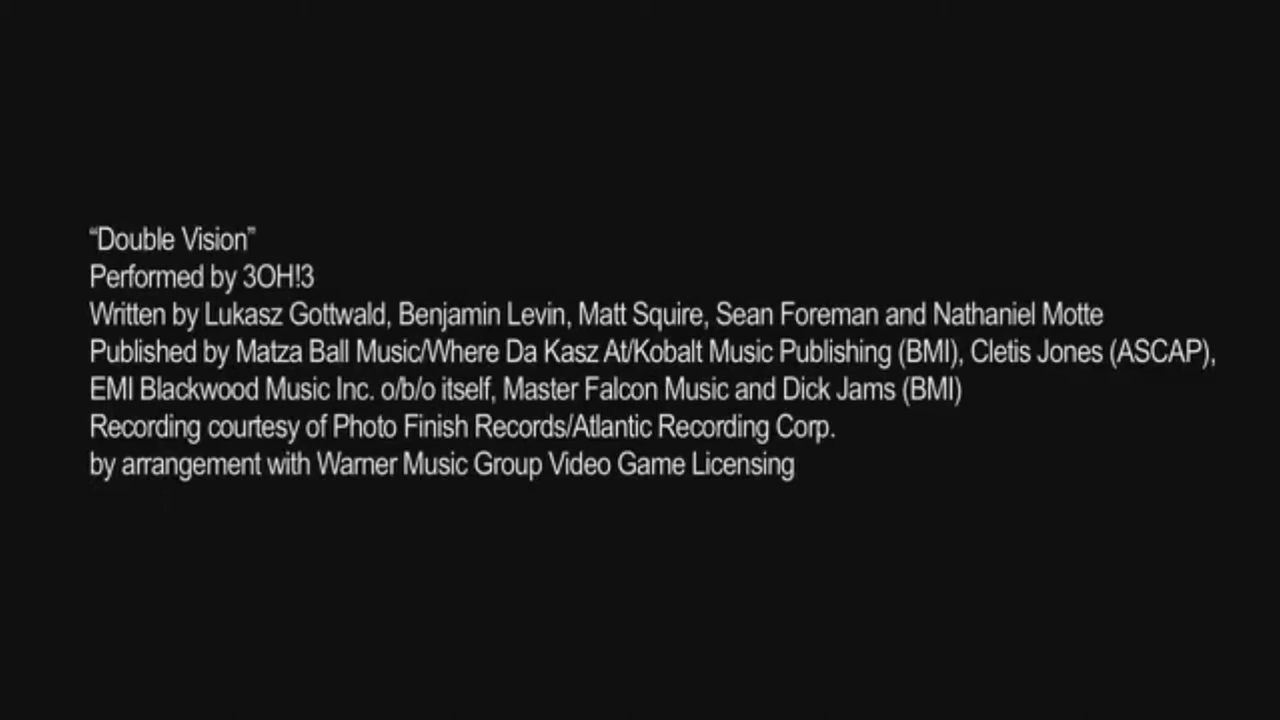 “Double Vision”
Performed by 3OH!3
Written by Lukasz Gottwald, Benjamin Levin, Matt Squire, Sean Foreman and Nathaniel Motte
Published by Matza Ball Music/Where Da Kasz At/Kobalt Music Publishing (BMI), Cletis Jones (ASCAP),
EMI Blackwood Music Inc. o/b/o itself, Master Falcon Music and Dick Jams (BMI)
Recording courtesy of Photo Finish Records/Atlantic Recording Corp.
by arrangement with Warner Music Group Video Game Licensing